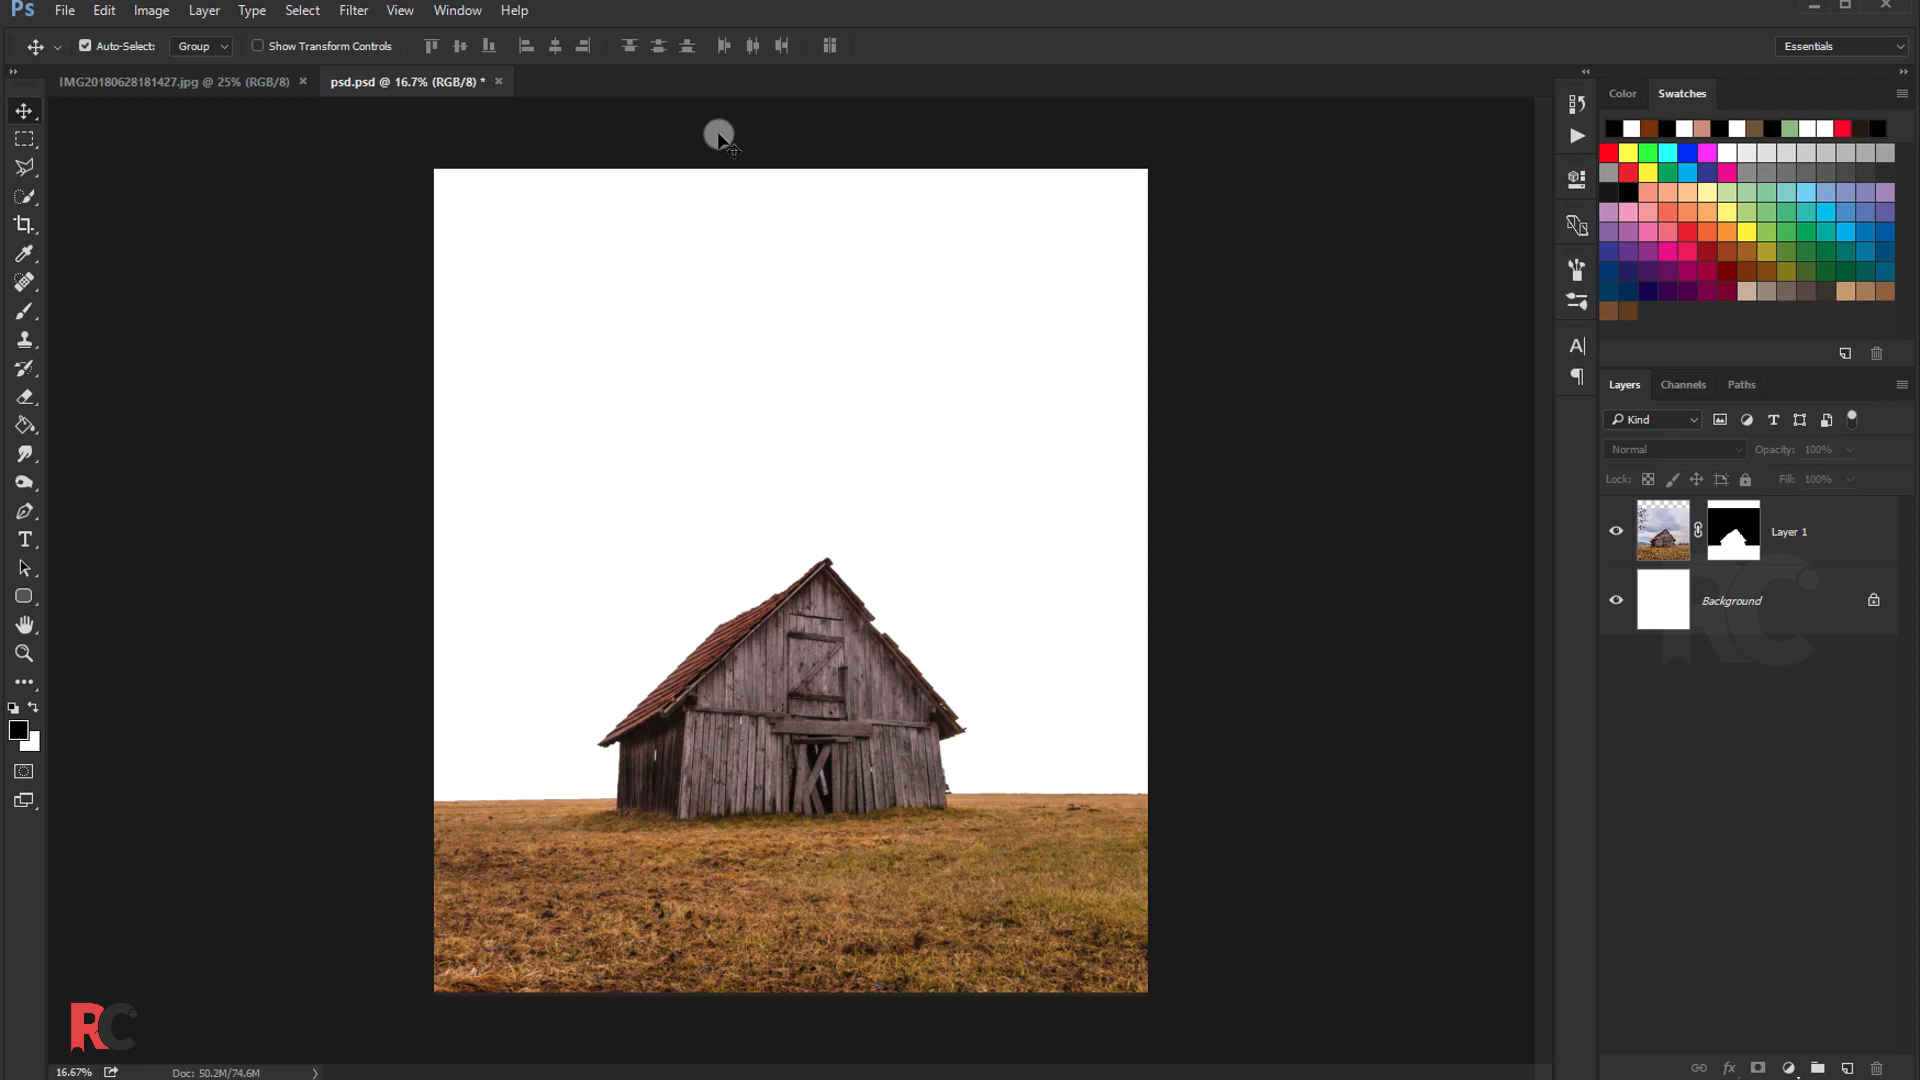 Ps File Edit Image Layer Type Select Filter View Window Help
Auto-Select: Group Show Transform Controls Essentials
IMG20180628181427.jpg @ 25% (RGB/8) × psd.psd @ 16.7% (RGB/8) * ×
Color Swatches
Layers Channels Paths
Kind
Normal Opacity: 100%
Lock: Fill: 100%
Layer 1
Background
RC
RC
16.67% Doc: 50.2M/74.6M